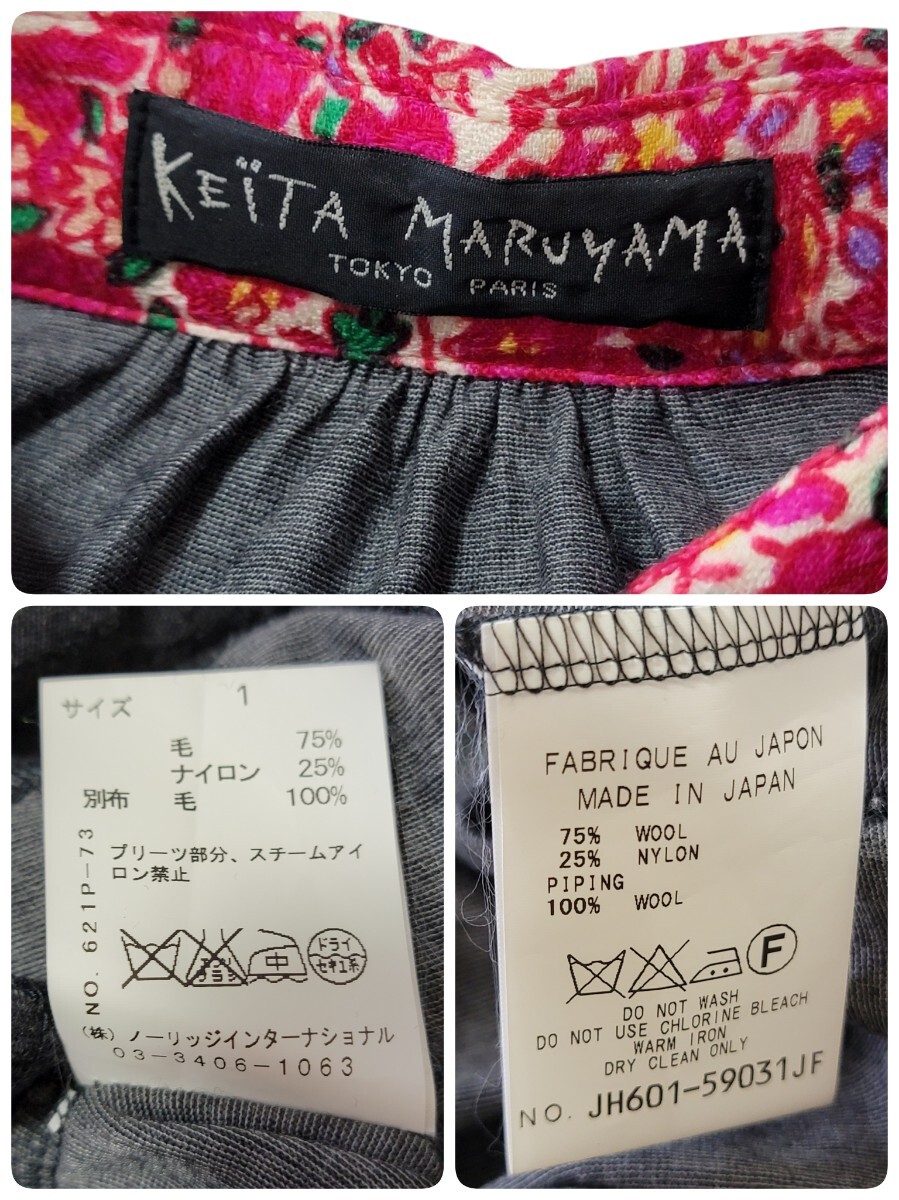 KEÏTA MARUYAMA
TOKYO PARIS
サイズ 1
毛 75%
ナイロン 25%
別布 毛 100%
プリーツ部分、スチームアイ
ロン禁止
中
ドライ
セキユ系
NO. 621P-73
(株) ノーリッジインターナショナル
03-3406-1063
FABRIQUE AU JAPON
MADE IN JAPAN
75% WOOL
25% NYLON
PIPING
100% WOOL
F
DO NOT WASH
DO NOT USE CHLORINE BLEACH
WARM IRON
DRY CLEAN ONLY
NO. JH601-59031JF